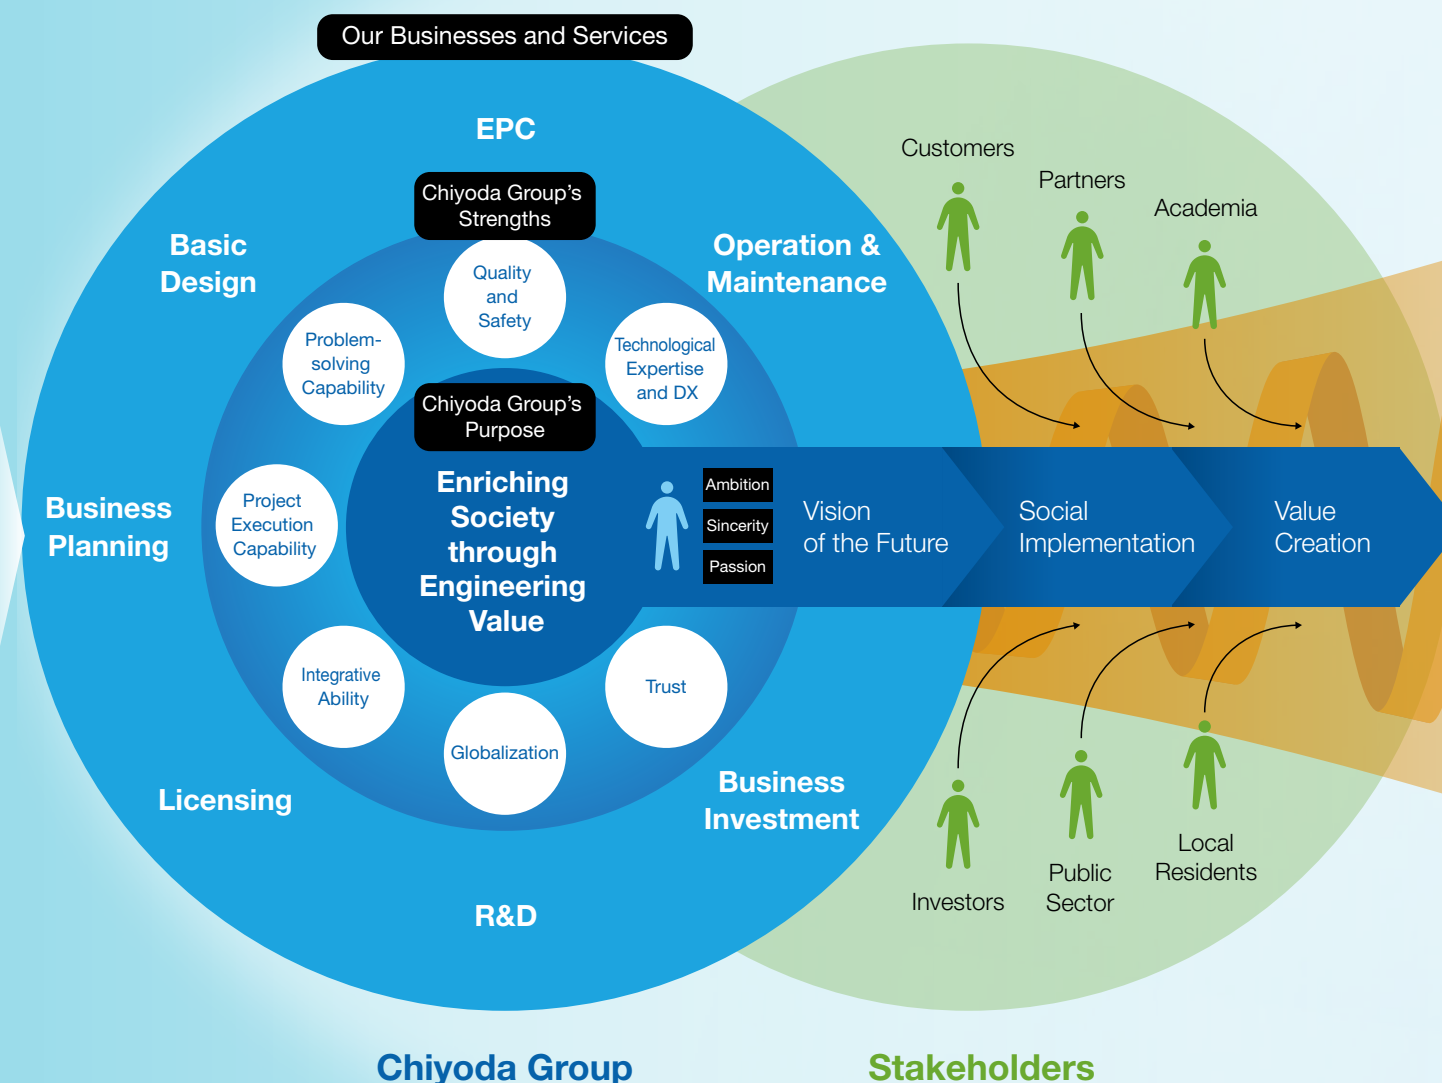 Our Businesses and Services
EPC
Basic
Design
Operation &
Maintenance
Business
Planning
Licensing
R&D
Business
Investment
Chiyoda Group's
Strengths
Quality
and
Safety
Problem-
solving
Capability
Technological
Expertise
and DX
Project
Execution
Capability
Integrative
Ability
Globalization
Trust
Chiyoda Group's
Purpose
Enriching
Society
through
Engineering
Value
Ambition
Sincerity
Passion
Vision
of the Future
Social
Implementation
Value
Creation
Customers
Partners
Academia
Investors
Public
Sector
Local
Residents
Chiyoda Group
Stakeholders